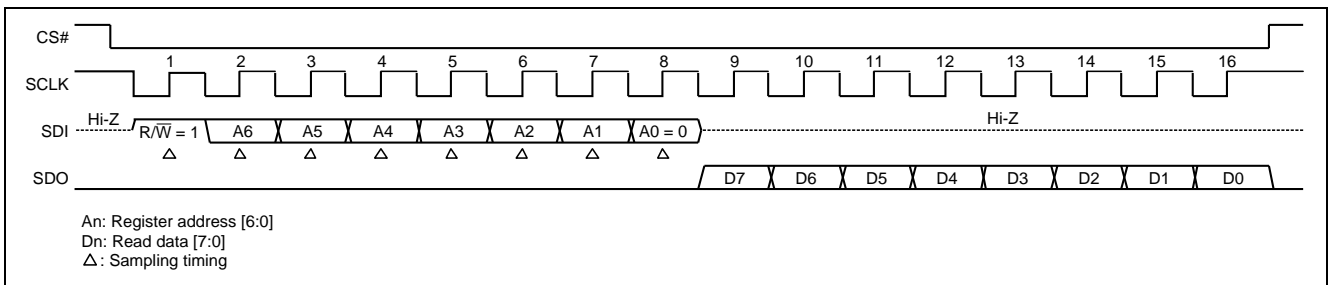 CS#
1 2 3 4 5 6 7 8 9 10 11 12 13 14 15 16
SCLK
SDI Hi-Z R/W̅ = 1 A6 A5 A4 A3 A2 A1 A0 = 0 Hi-Z
SDO D7 D6 D5 D4 D3 D2 D1 D0
An: Register address [6:0]
Dn: Read data [7:0]
△: Sampling timing